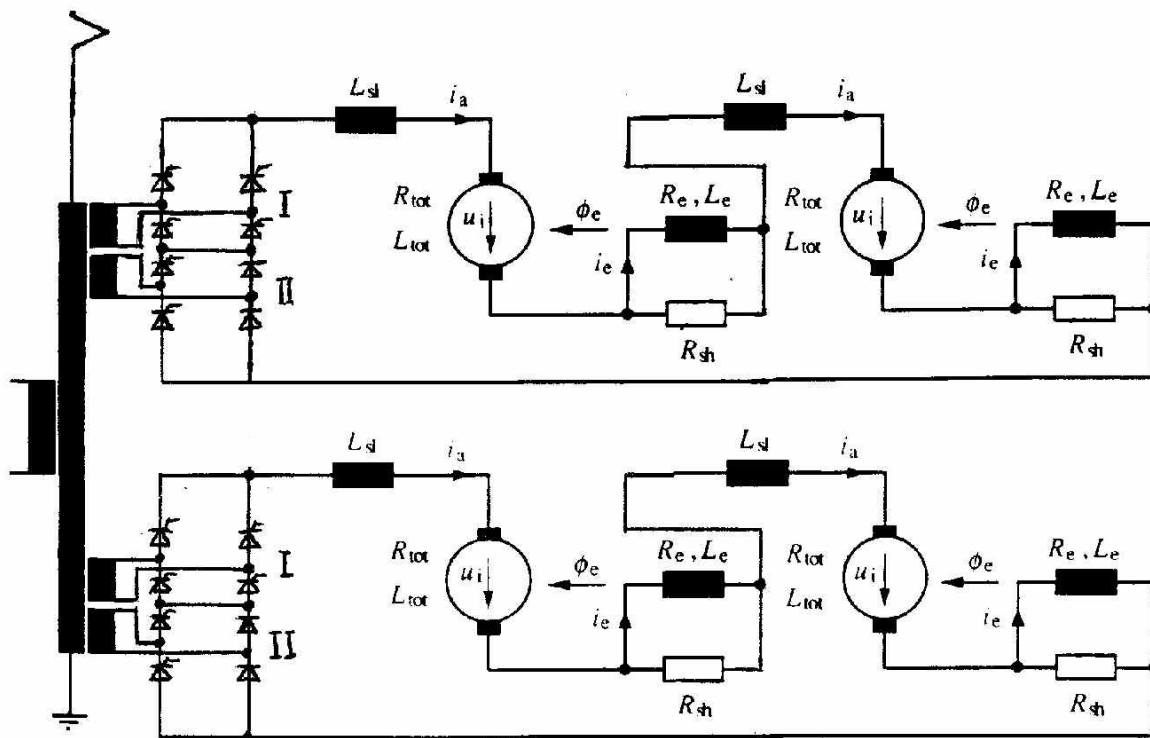 L_sl i_a L_sl i_a
I R_tot u_i ϕ_e R_e, L_e R_tot u_i ϕ_e R_e, L_e
L_tot i_e L_tot i_e
II R_sh R_sh
L_sl i_a L_sl i_a
I R_tot u_i ϕ_e R_e, L_e R_tot u_i ϕ_e R_e, L_e
L_tot i_e L_tot i_e
II R_sh R_sh